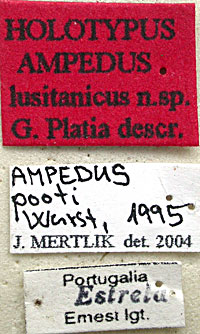 HOLOTYPUS
AMPEDUS.
lusitanicus n.sp.
G. Platia descr.
AMPEDUS
pooti
Wurst, 1995
J. MERTLIK det. 2004
Portugalia
Estrela
Ernest lgt.